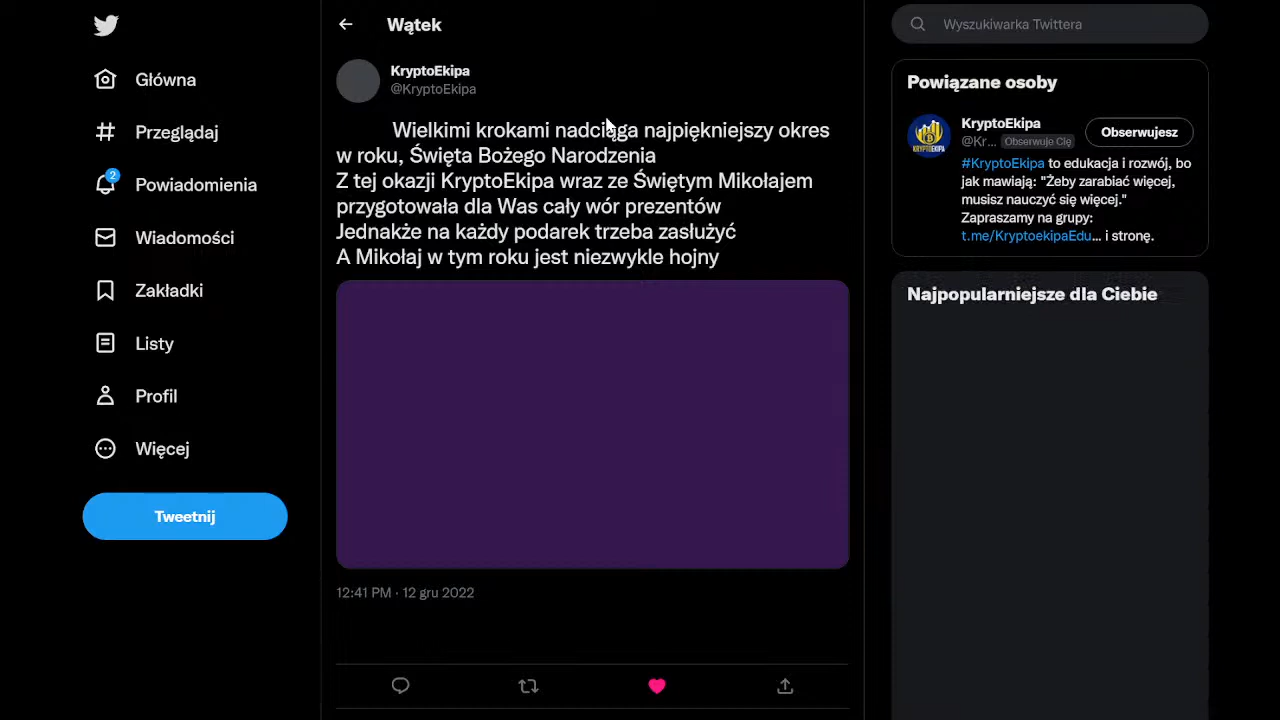 Główna
Przeglądaj
2
Powiadomienia
Wiadomości
Zakładki
Listy
Profil
Więcej
Tweetnij
Wątek
KryptoEkipa
@KryptoEkipa
Wielkimi krokami nadciąga najpiękniejszy okres
w roku, Święta Bożego Narodzenia
Z tej okazji KryptoEkipa wraz ze Świętym Mikołajem
przygotowała dla Was cały wór prezentów
Jednakże na każdy podarek trzeba zasłużyć
A Mikołaj w tym roku jest niezwykle hojny
12:41 PM · 12 gru 2022
Wyszukiwarka Twittera
Powiązane osoby
KRYPTOEKIPA
KryptoEkipa
@Kr... Obserwuje Cię
Obserwujesz
#KryptoEkipa to edukacja i rozwój, bo
jak mawiają: "Żeby zarabiać więcej,
musisz nauczyć się więcej."
Zapraszamy na grupy:
t.me/KryptoekipaEdu... i stronę.
Najpopularniejsze dla Ciebie